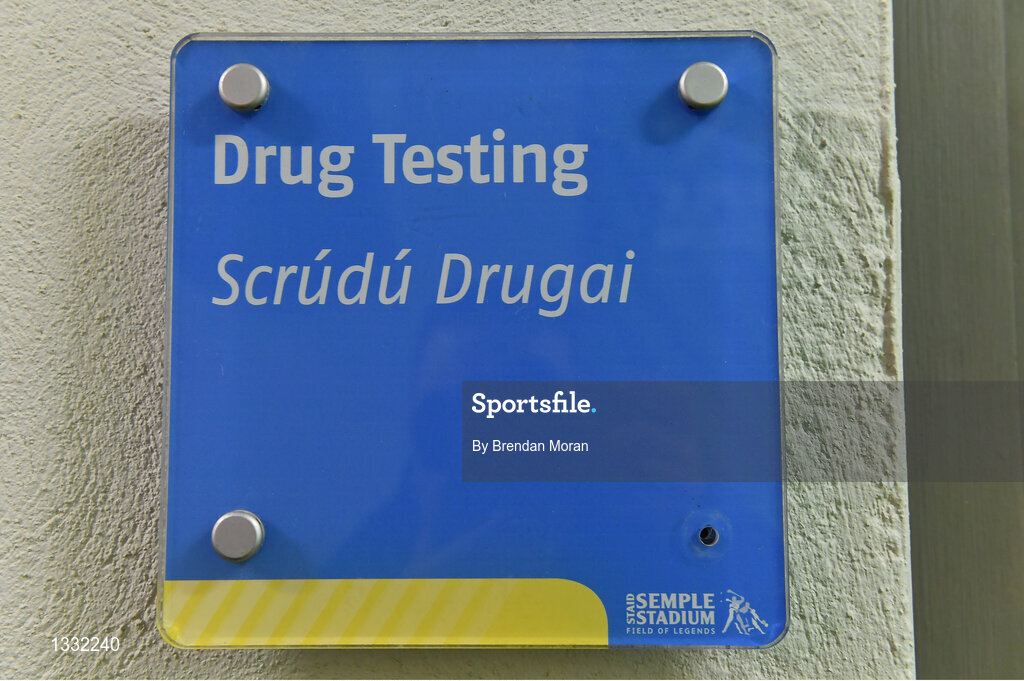 Drug Testing
Scrúdú Drugai
Sportsfile.
By Brendan Moran
STAID SEMPLE
STADIUM
FIELD OF LEGENDS
1332240